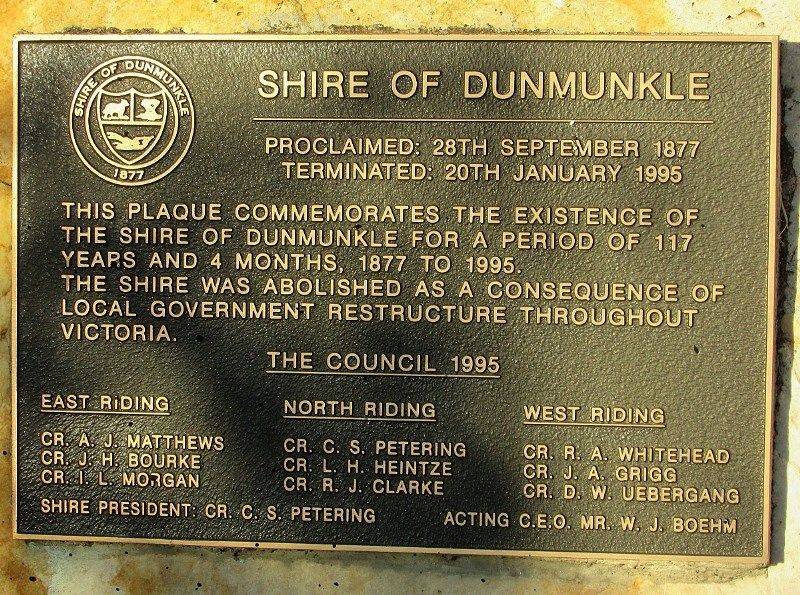 SHIRE OF DUNMUNKLE
1877
SHIRE OF DUNMUNKLE
PROCLAIMED: 28TH SEPTEMBER 1877
TERMINATED: 20TH JANUARY 1995
THIS PLAQUE COMMEMORATES THE EXISTENCE OF
THE SHIRE OF DUNMUNKLE FOR A PERIOD OF 117
YEARS AND 4 MONTHS, 1877 TO 1995.
THE SHIRE WAS ABOLISHED AS A CONSEQUENCE OF
LOCAL GOVERNMENT RESTRUCTURE THROUGHOUT
VICTORIA.
THE COUNCIL 1995
EAST RIDING
CR. A. J. MATTHEWS
CR. J. H. BOURKE
CR. I. L. MORGAN
NORTH RIDING
CR. C. S. PETERING
CR. L. H. HEINTZE
CR. R. J. CLARKE
WEST RIDING
CR. R. A. WHITEHEAD
CR. J. A. GRIGG
CR. D. W. UEBERGANG
SHIRE PRESIDENT: CR. C. S. PETERING
ACTING C.E.O. MR. W. J. BOEHM